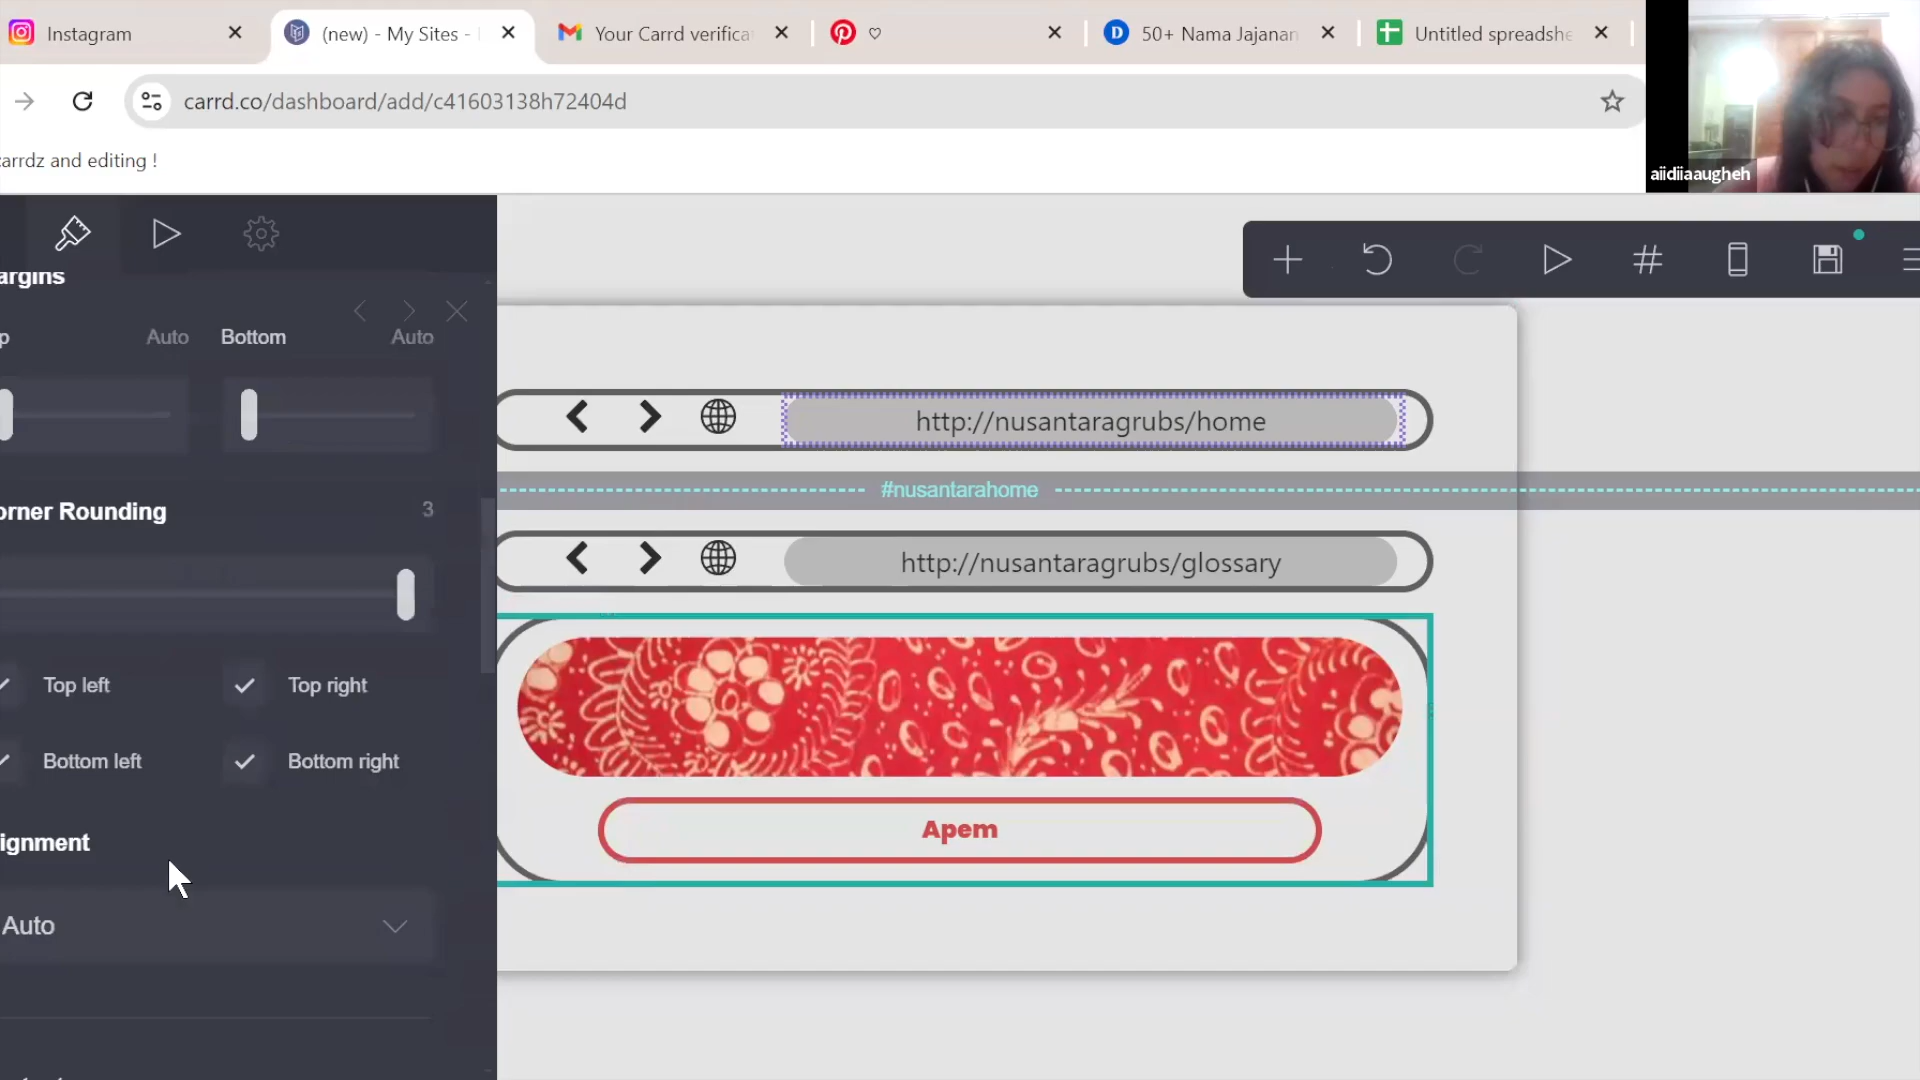 Instagram
(new) - My Sites -
Your Carrd verifica
♡
50+ Nama Jajanan
Untitled spreadshe
carrd.co/dashboard/add/c41603138h72404d
carrdz and editing !
aiidiiaaugheh
argins
p
Auto
Bottom
Auto
orner Rounding
3
Top left
Top right
Bottom left
Bottom right
ignment
Auto
http://nusantaragrubs/home
#nusantarahome
http://nusantaragrubs/glossary
Apem